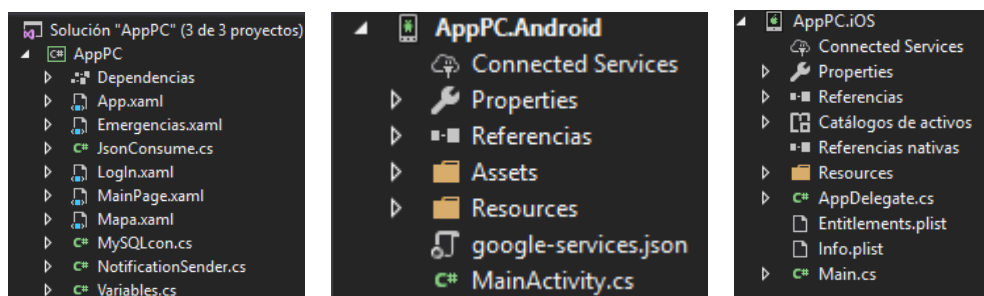 Solución "AppPC" (3 de 3 proyectos)
C# AppPC
Dependencias
App.xaml
Emergencias.xaml
C# JsonConsume.cs
LogIn.xaml
MainPage.xaml
Mapa.xaml
C# MySQLcon.cs
C# NotificationSender.cs
C# Variables.cs
AppPC.Android
Connected Services
Properties
Referencias
Assets
Resources
google-services.json
C# MainActivity.cs
AppPC.iOS
Connected Services
Properties
Referencias
Catálogos de activos
Referencias nativas
Resources
C# AppDelegate.cs
Entitlements.plist
Info.plist
C# Main.cs